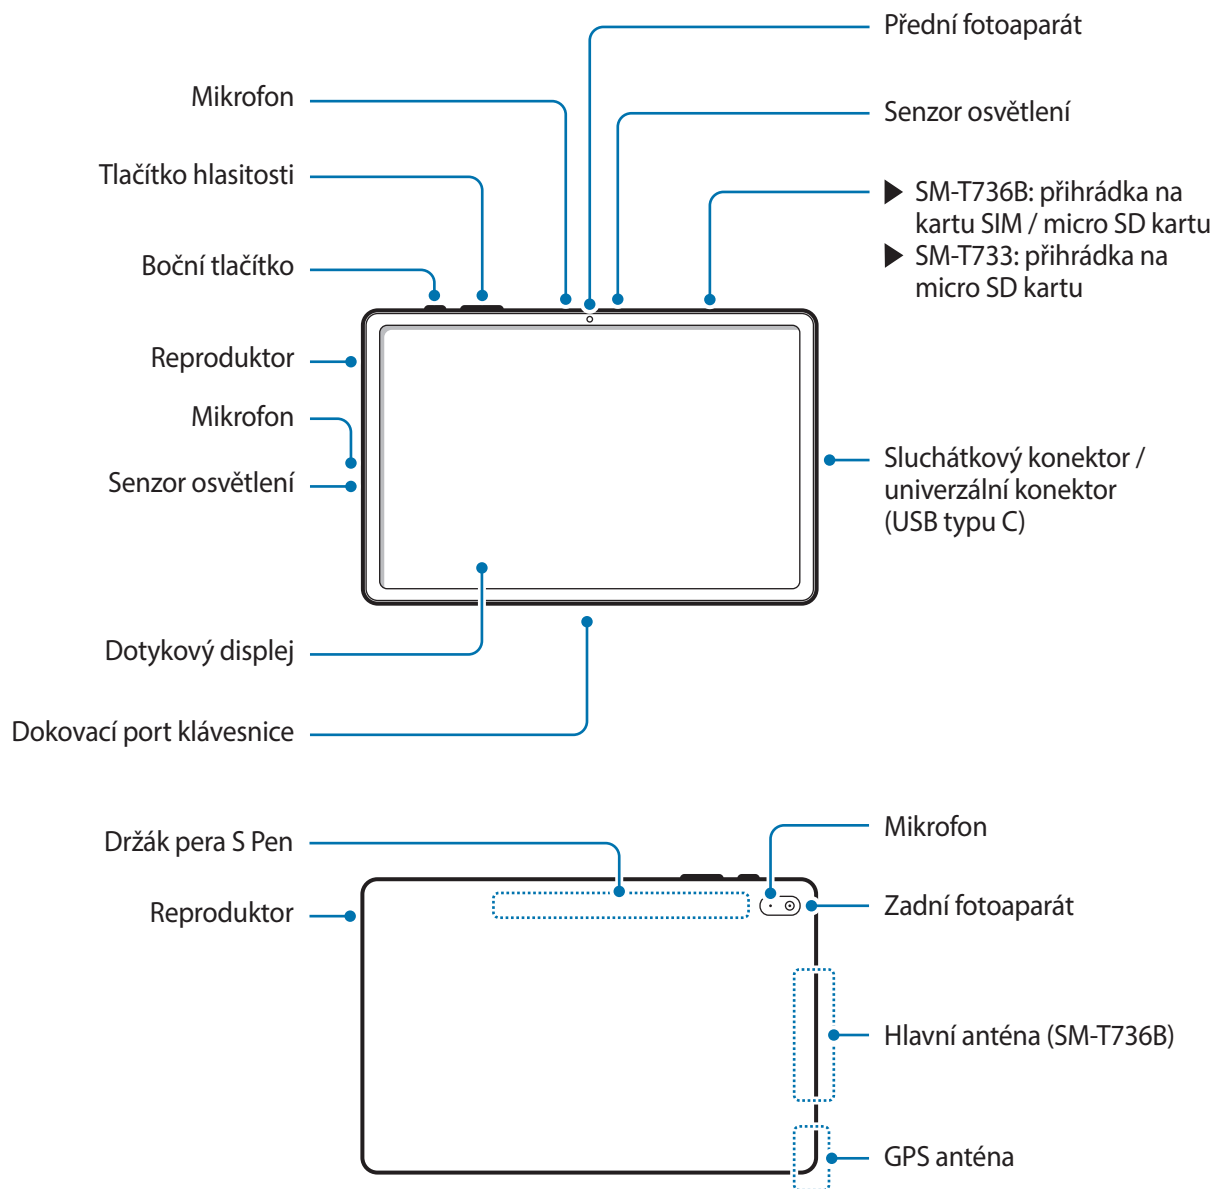 Přední fotoaparát
Mikrofon
Senzor osvětlení
Tlačítko hlasitosti
SM-T736B: přihrádka na
kartu SIM / micro SD kartu
SM-T733: přihrádka na
micro SD kartu
Boční tlačítko
Reproduktor
Mikrofon
Senzor osvětlení
Sluchátkový konektor /
univerzální konektor
(USB typu C)
Dotykový displej
Dokovací port klávesnice
Držák pera S Pen
Mikrofon
Reproduktor
Zadní fotoaparát
Hlavní anténa (SM-T736B)
GPS anténa